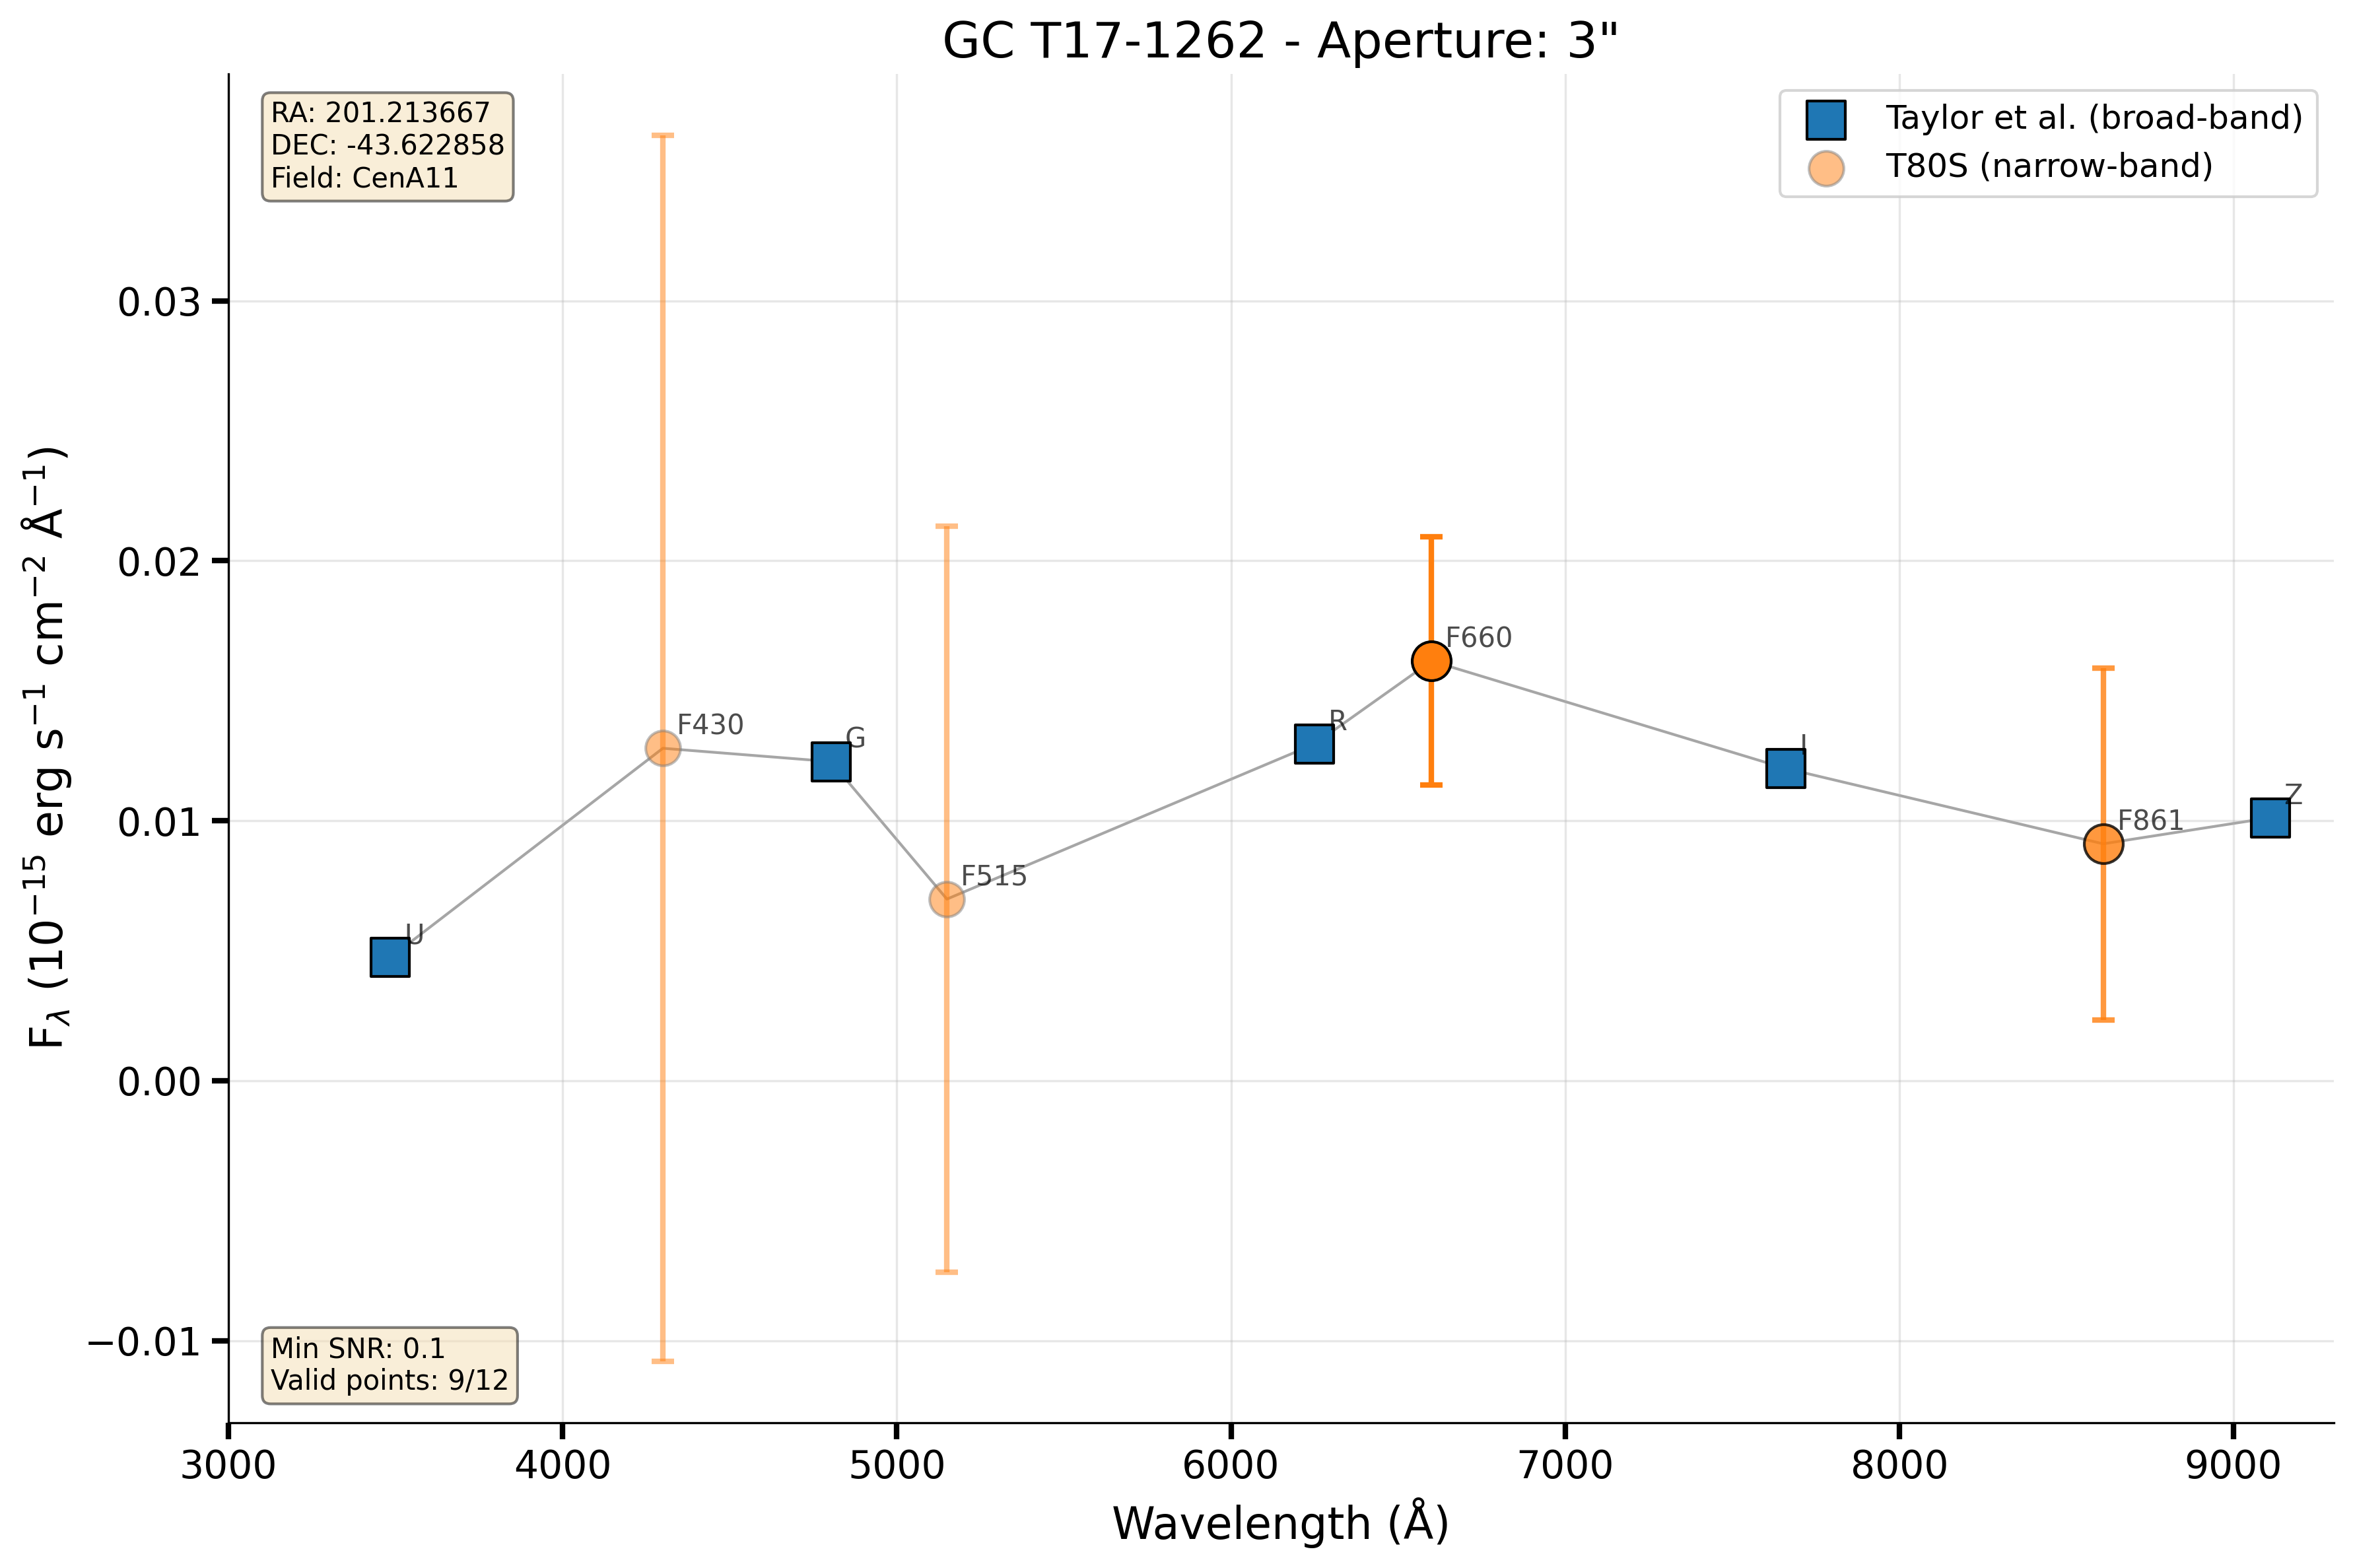 GC T17-1262 - Aperture: 3"
RA: 201.213667
DEC: -43.622858
Field: CenA11
Taylor et al. (broad-band)
T80S (narrow-band)
0.03
0.02
0.01
0.00
−0.01
F_λ (10⁻¹⁵ erg s⁻¹ cm⁻² Å⁻¹)
U
F430
G
F515
R
F660
I
F861
Z
Min SNR: 0.1
Valid points: 9/12
3000 4000 5000 6000 7000 8000 9000
Wavelength (Å)